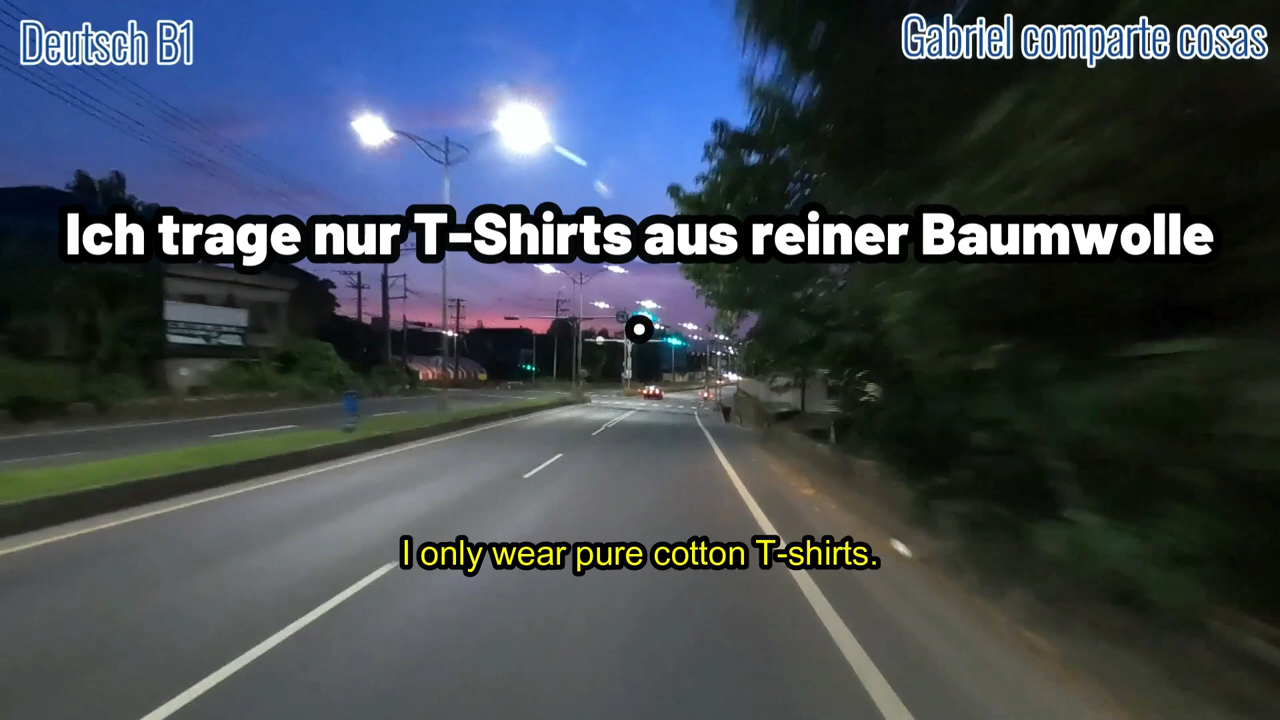 Deutsch B1
Gabriel comparte cosas
Ich trage nur T-Shirts aus reiner Baumwolle
I only wear pure cotton T-shirts.